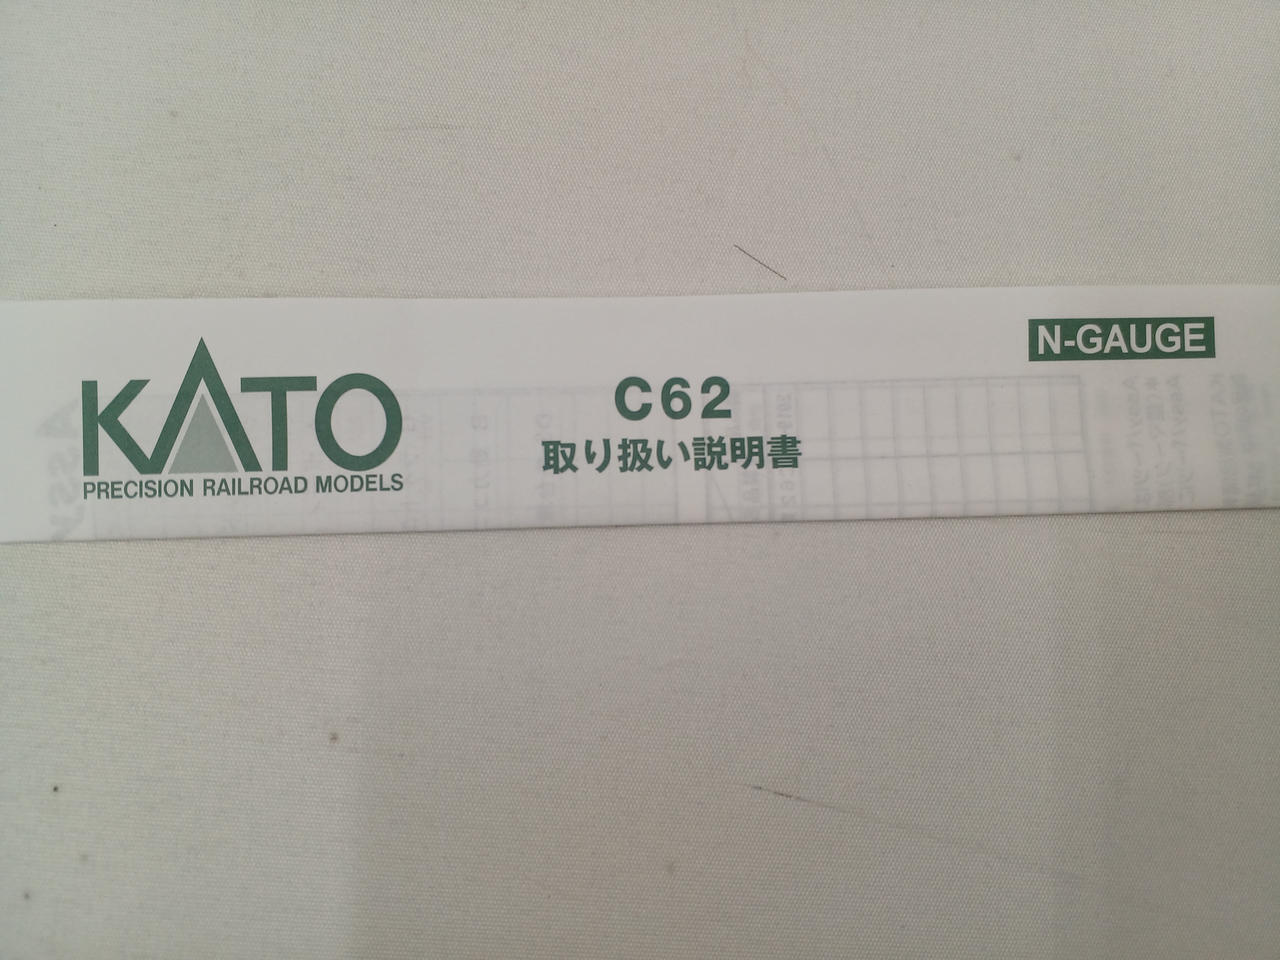 KATO
PRECISION RAILROAD MODELS
C62
取り扱い説明書
N-GAUGE